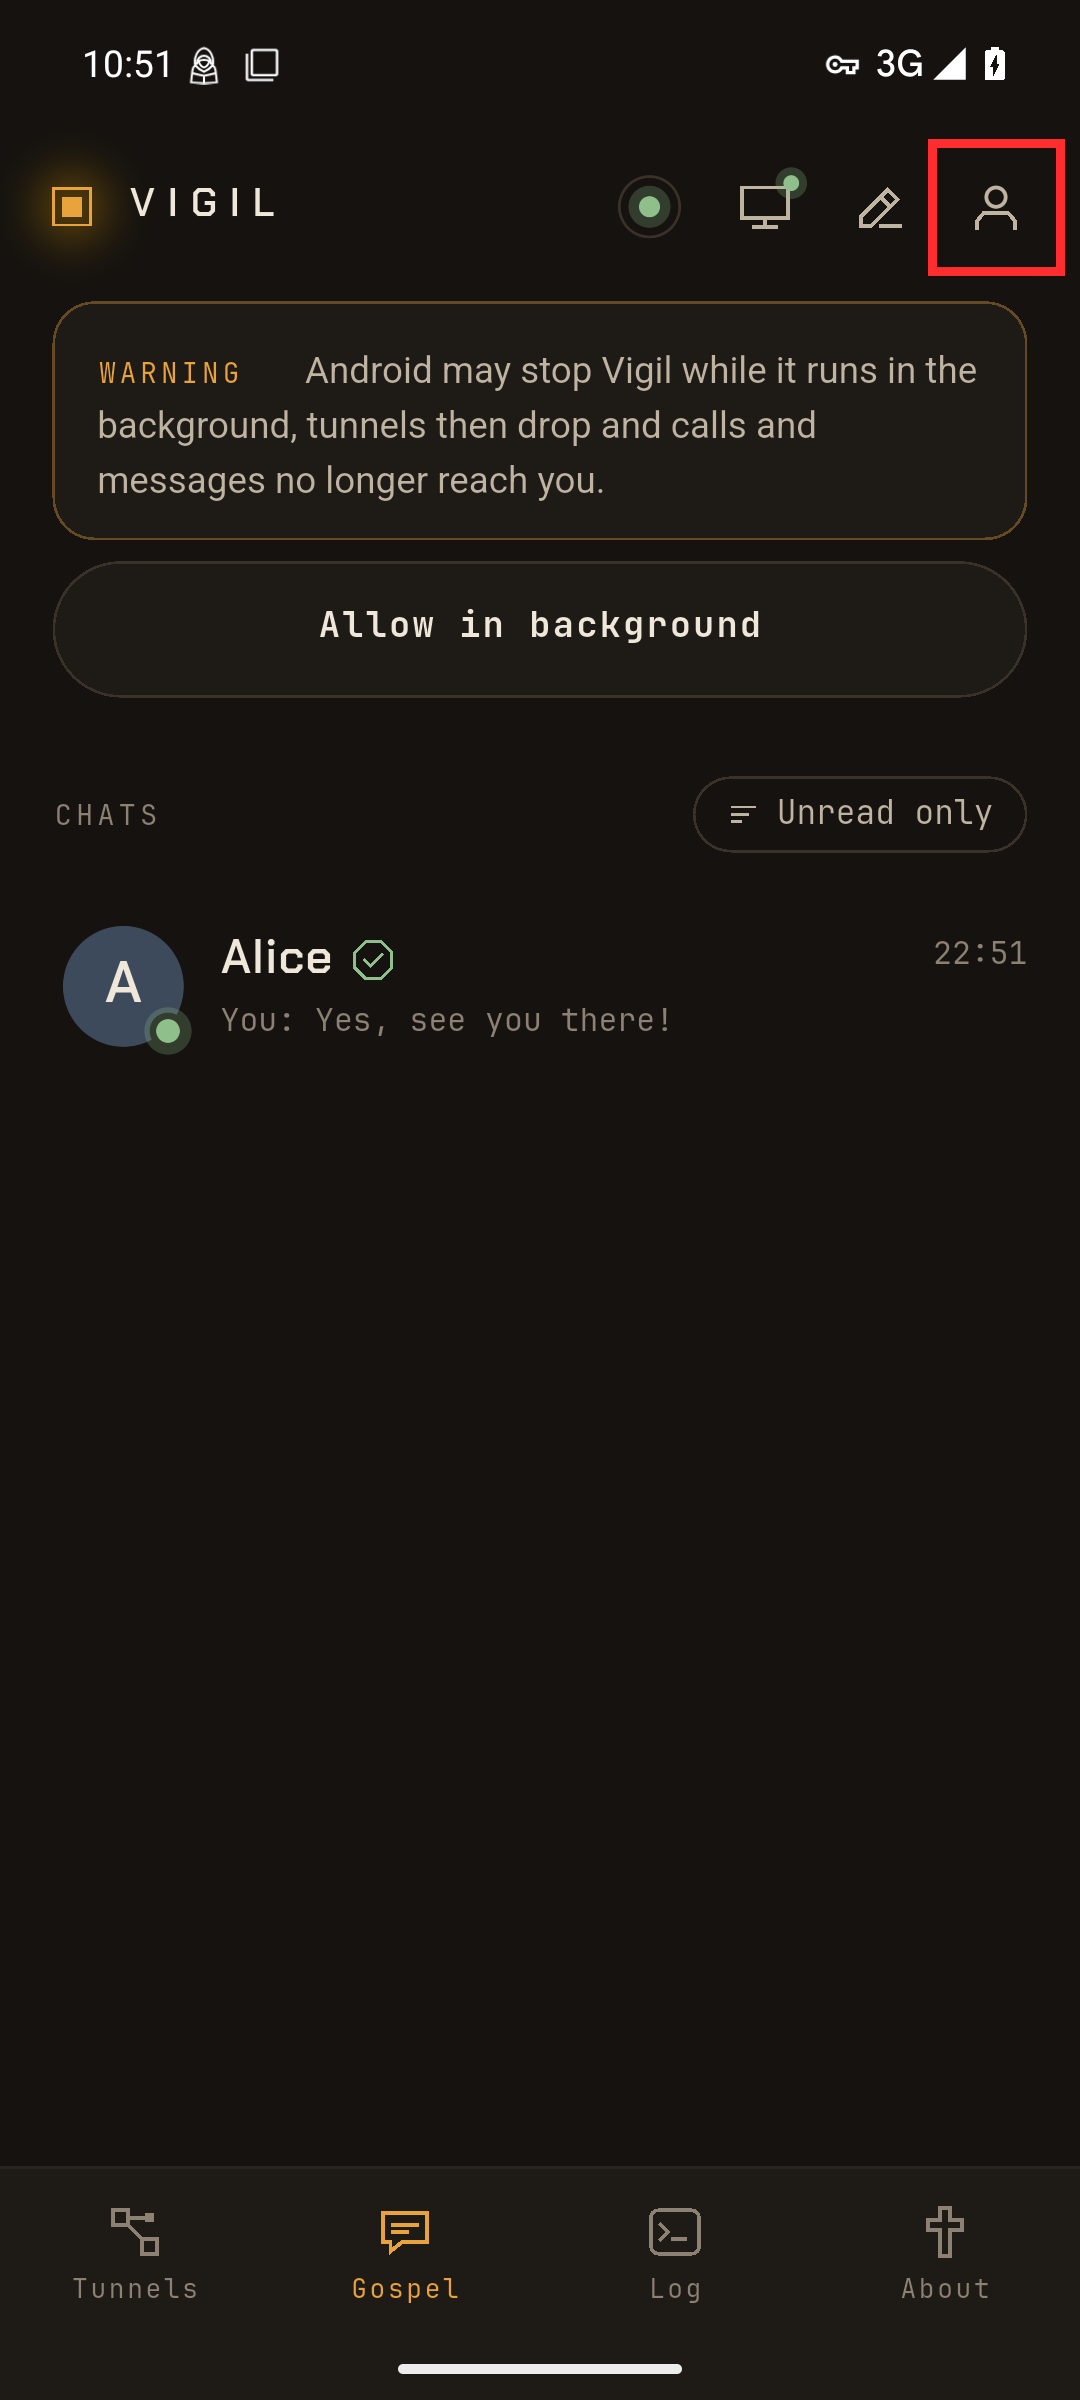 10:51
3G
VIGIL
WARNING Android may stop Vigil while it runs in the
background, tunnels then drop and calls and
messages no longer reach you.
Allow in background
CHATS
Unread only
A
Alice
22:51
You: Yes, see you there!
Tunnels
Gospel
Log
About